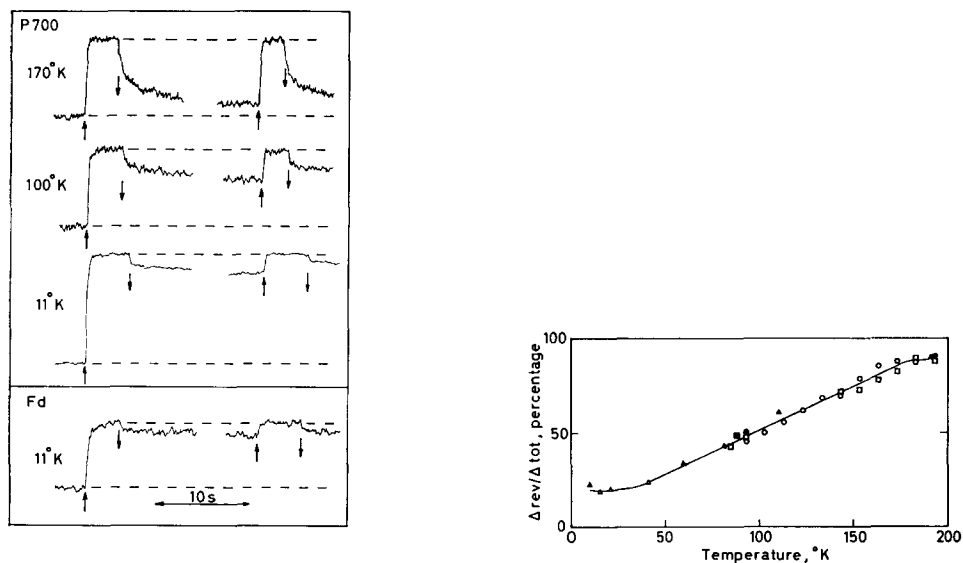 P700
170°K
100°K
11°K
Fd
11°K
10s
Δrev/Δtot, percentage
100
50
0
0 50 100 150 200
Temperature, °K